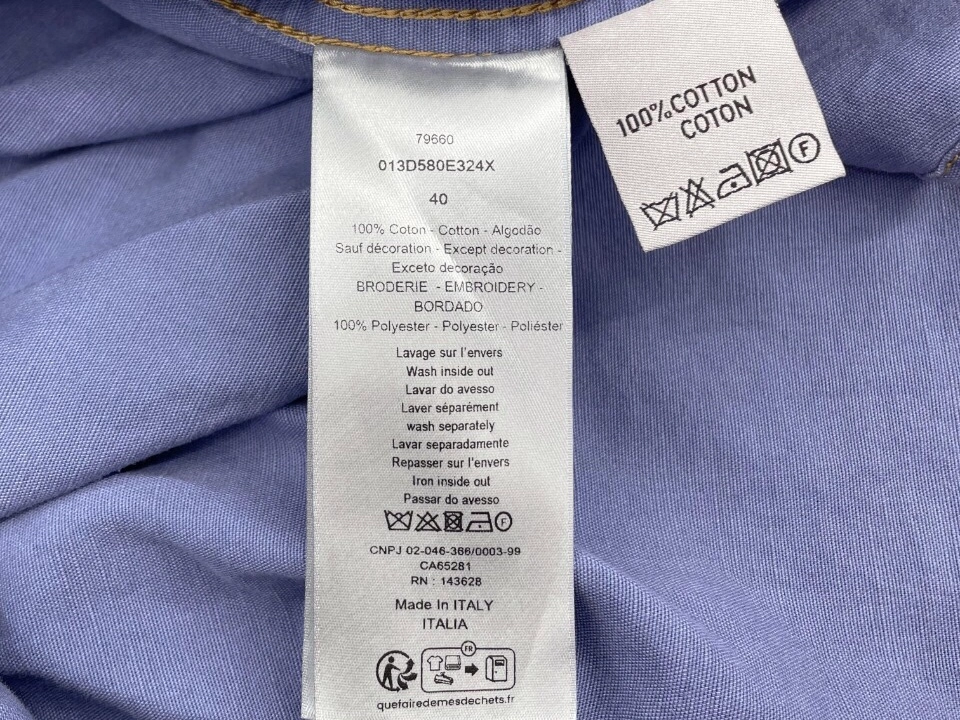 79660
013D580E324X
40
100% Coton - Cotton - Algodão
Sauf décoration - Except decoration -
Exceto decoração
BRODERIE - EMBROIDERY -
BORDADO
100% Polyester - Polyester - Poliéster
Lavage sur l'envers
Wash inside out
Lavar do avesso
Laver séparément
wash separately
Lavar separadamente
Repasser sur l'envers
Iron inside out
Passar do avesso
F
CNPJ 02-046-366/0003-99
CA65281
RN : 143628
Made In ITALY
ITALIA
FR
quefairedemesdechets.fr
100%COTTON
COTON
F